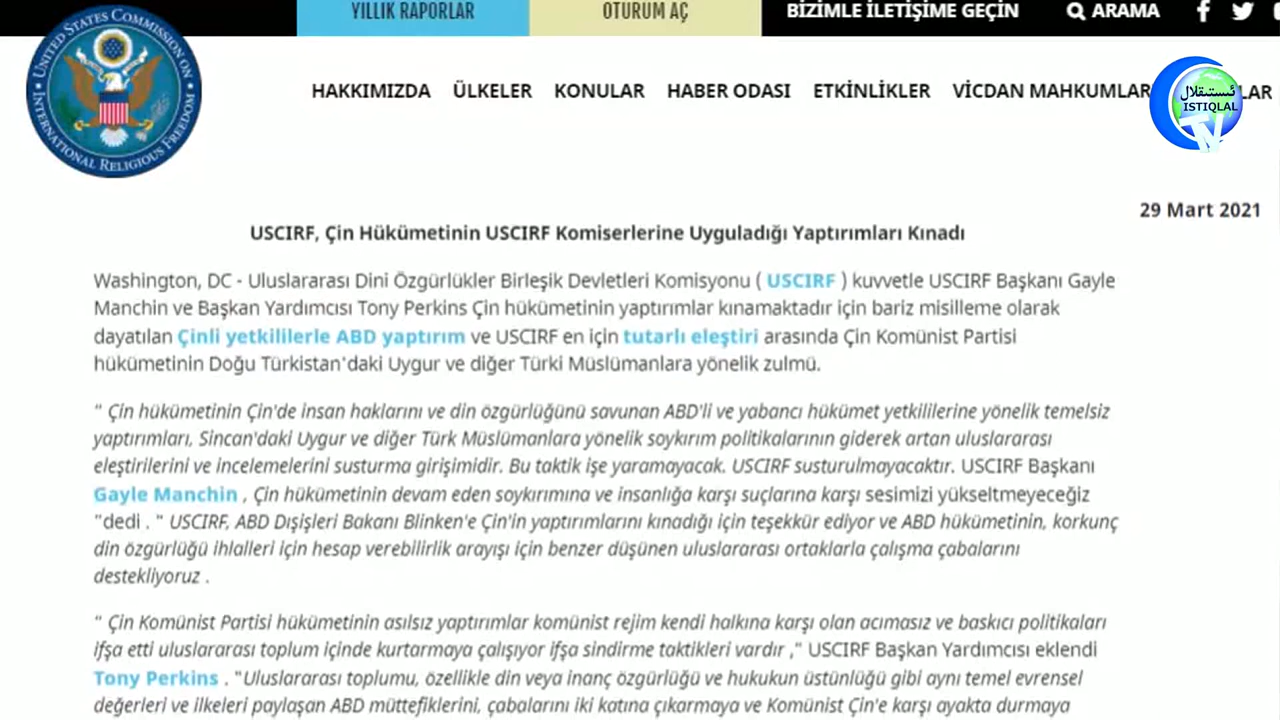 YILLIK RAPORLAR
OTURUM AÇ
BİZİMLE İLETİŞİME GEÇİN
ARAMA
UNITED STATES COMMISSION ON INTERNATIONAL RELIGIOUS FREEDOM
HAKKIMIZDA ÜLKELER KONULAR HABER ODASI ETKİNLİKLER VİCDAN MAHKUMLAR
LAR
ئىستىقلال
ISTIQLAL
TV
29 Mart 2021
USCIRF, Çin Hükümetinin USCIRF Komiserlerine Uyguladığı Yaptırımları Kınadı
Washington, DC - Uluslararası Dini Özgürlükler Birleşik Devletleri Komisyonu ( USCIRF ) kuvvetle USCIRF Başkanı Gayle
Manchin ve Başkan Yardımcısı Tony Perkins Çin hükümetinin yaptırımlar kınamaktadır için bariz misilleme olarak
dayatılan Çinli yetkililerle ABD yaptırım ve USCIRF en için tutarlı eleştiri arasında Çin Komünist Partisi
hükümetinin Doğu Türkistan'daki Uygur ve diğer Türki Müslümanlara yönelik zulmü.
" Çin hükümetinin Çin'de insan haklarını ve din özgürlüğünü savunan ABD'li ve yabancı hükümet yetkililerine yönelik temelsiz
yaptırımları, Sincan'daki Uygur ve diğer Türk Müslümanlara yönelik soykırım politikalarının giderek artan uluslararası
eleştirilerini ve incelemelerini susturma girişimidir. Bu taktik işe yaramayacak. USCIRF susturulmayacaktır. USCIRF Başkanı
Gayle Manchin , Çin hükümetinin devam eden soykırımına ve insanlığa karşı suçlarına karşı sesimizi yükseltmeyeceğiz
"dedi . " USCIRF, ABD Dışişleri Bakanı Blinken'e Çin'in yaptırımlarını kınadığı için teşekkür ediyor ve ABD hükümetinin, korkunç
din özgürlüğü ihlalleri için hesap verebilirlik arayışı için benzer düşünen uluslararası ortaklarla çalışma çabalarını
destekliyoruz .
" Çin Komünist Partisi hükümetinin asılsız yaptırımlar komünist rejim kendi halkına karşı olan acımasız ve baskıcı politikaları
ifşa etti uluslararası toplum içinde kurtarmaya çalışıyor ifşa sindirme taktikleri vardır ," USCIRF Başkan Yardımcısı eklendi
Tony Perkins . "Uluslararası toplumu, özellikle din veya inanç özgürlüğü ve hukukun üstünlüğü gibi aynı temel evrensel
değerleri ve ilkeleri paylaşan ABD müttefiklerini, çabalarını iki katına çıkarmaya ve Komünist Çin'e karşı ayakta durmaya